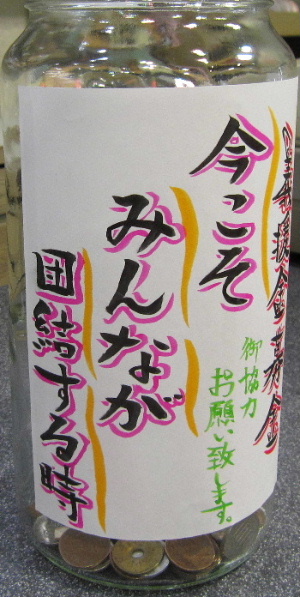 今こそ
みんなが
団結する時
御協力
お願い致します。